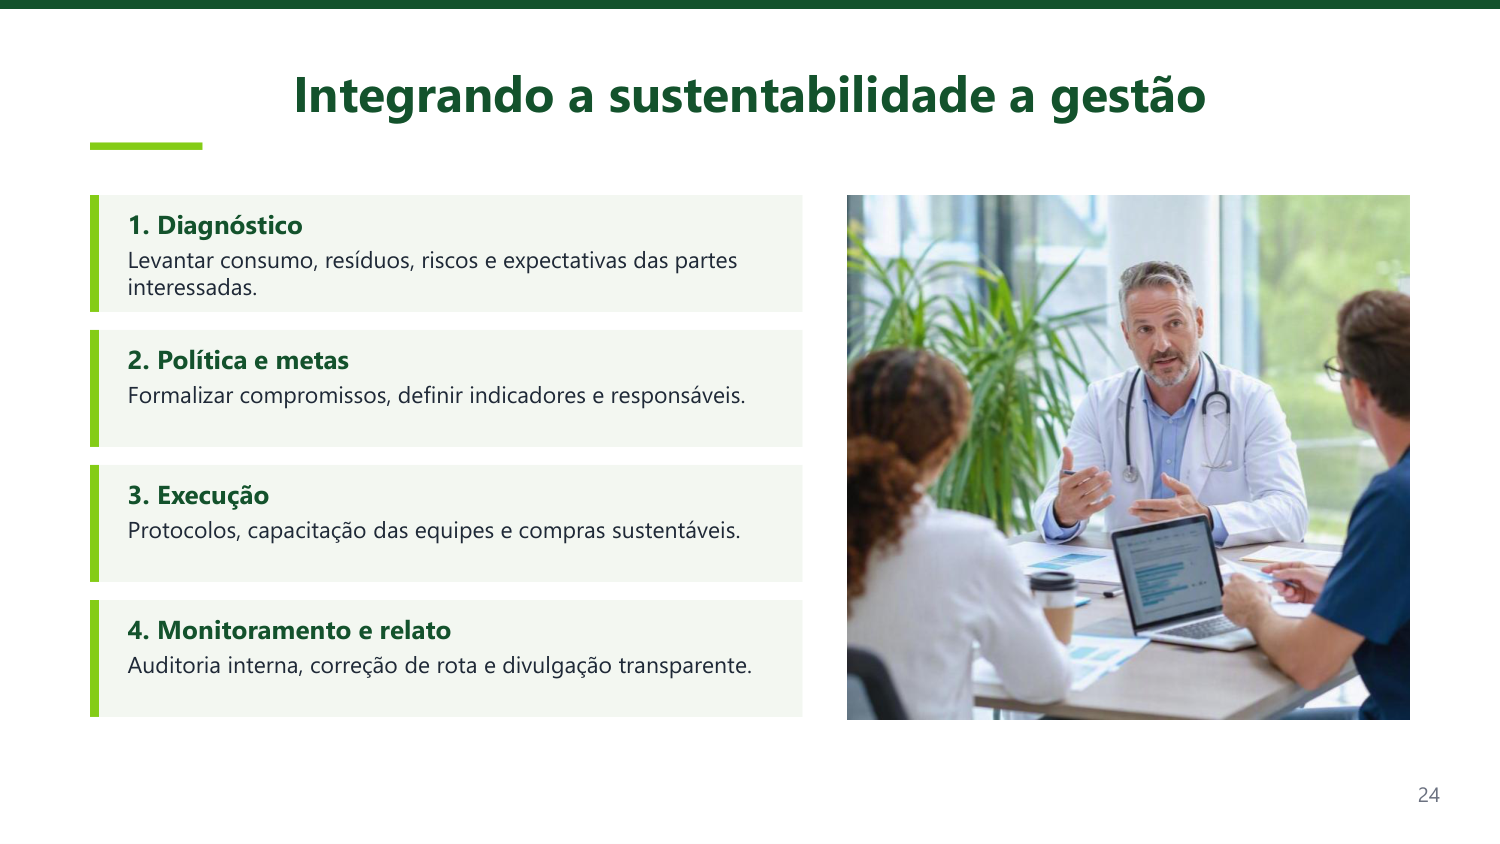 Integrando a sustentabilidade a gestão
1. Diagnóstico
Levantar consumo, resíduos, riscos e expectativas das partes
interessadas.
2. Política e metas
Formalizar compromissos, definir indicadores e responsáveis.
3. Execução
Protocolos, capacitação das equipes e compras sustentáveis.
4. Monitoramento e relato
Auditoria interna, correção de rota e divulgação transparente.
24